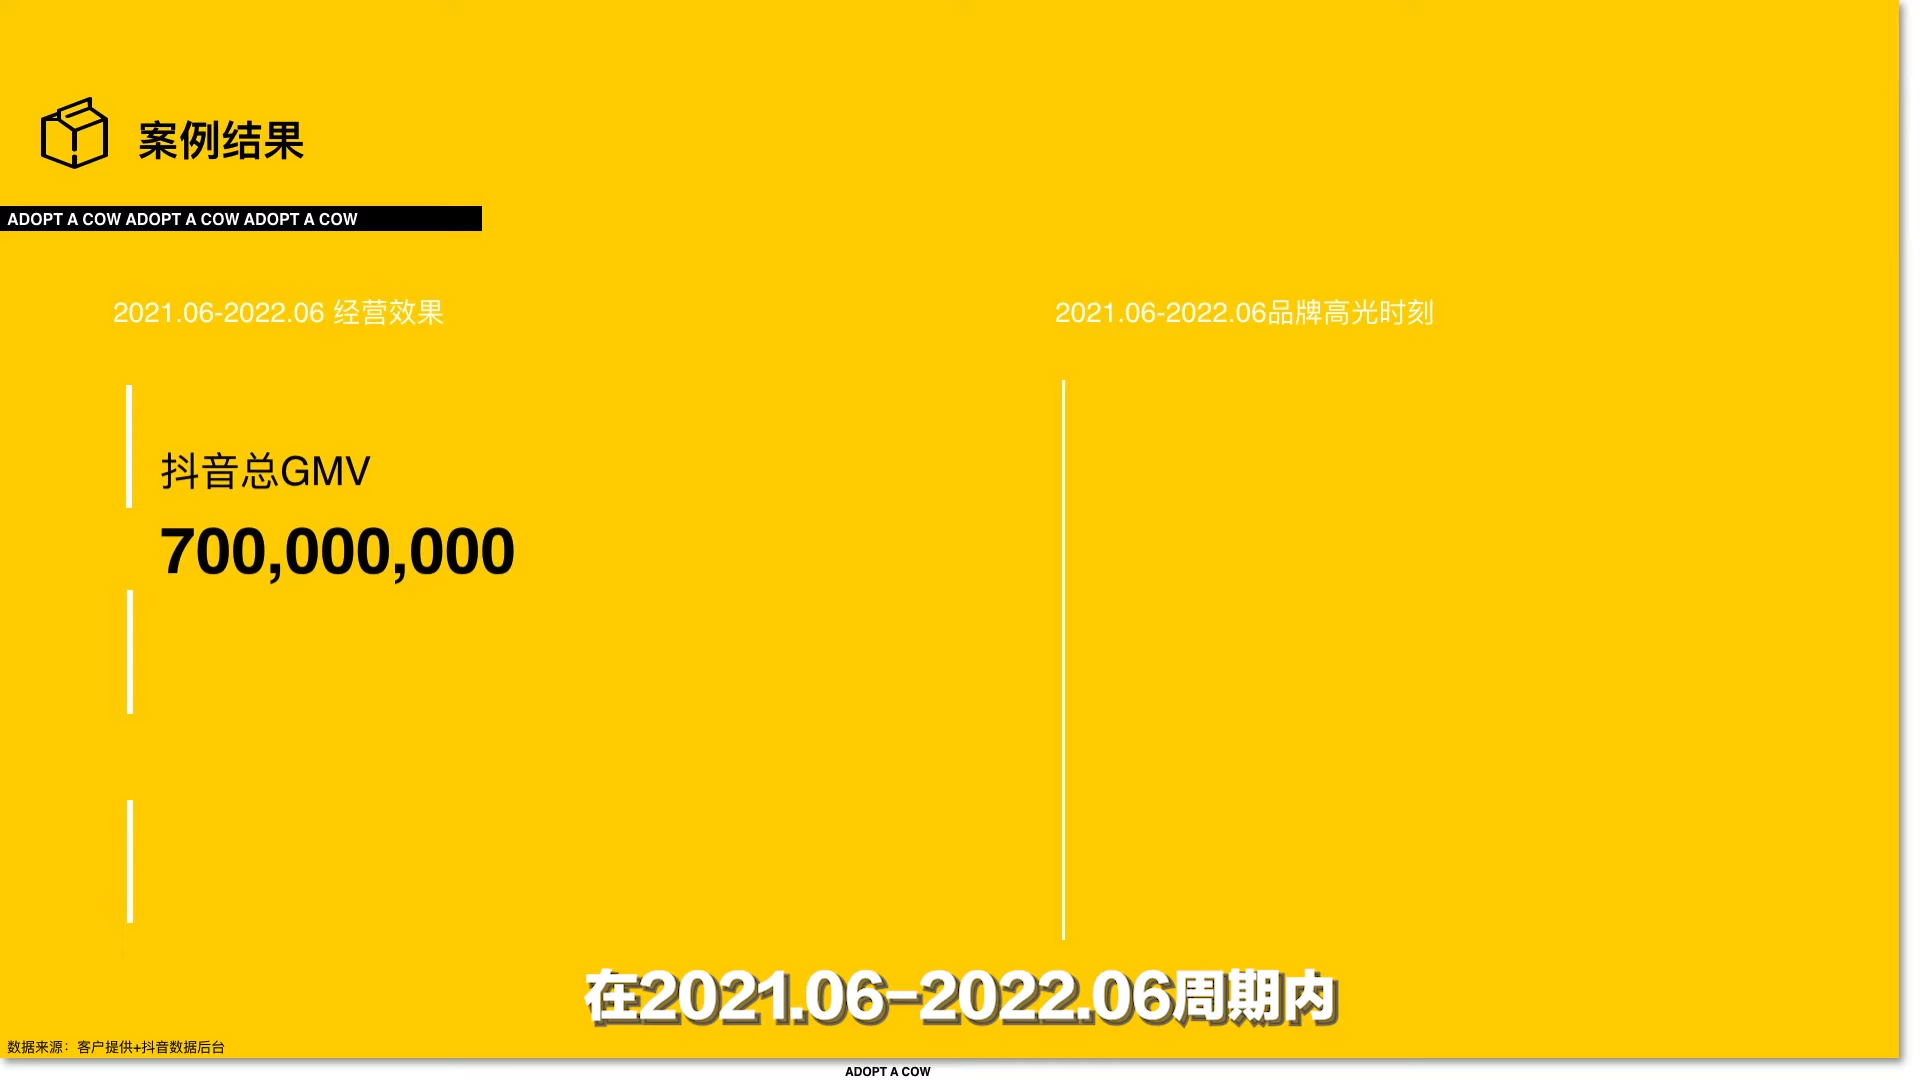 案例结果
ADOPT A COW ADOPT A COW ADOPT A COW
2021.06-2022.06 经营效果
抖音总GMV
700,000,000
2021.06-2022.06品牌高光时刻
在2021.06-2022.06周期内
数据来源：客户提供+抖音数据后台
ADOPT A COW